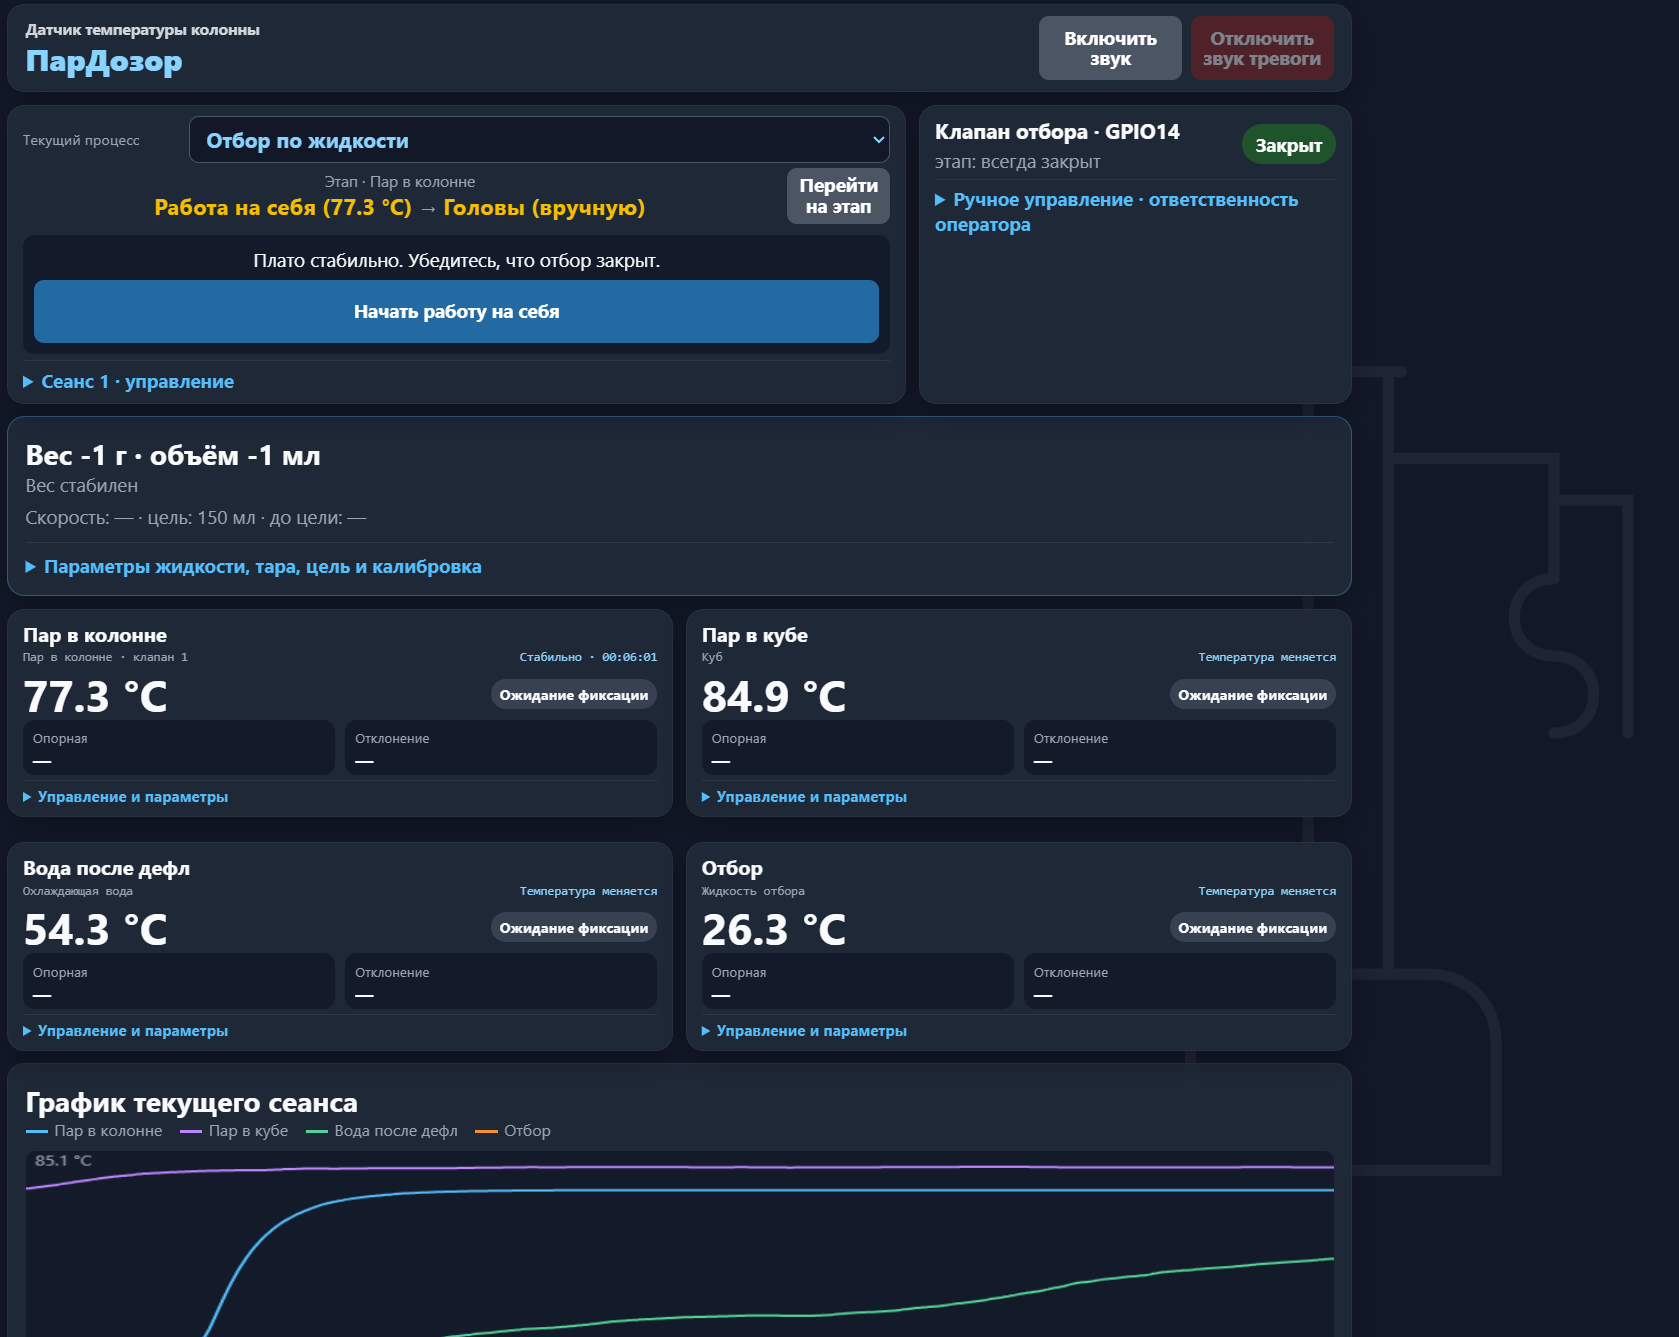 Датчик температуры колонны
ПарДозор
Включить звук
Отключить звук тревоги
Текущий процесс
Отбор по жидкости
Этап · Пар в колонне
Работа на себя (77.3 °C) → Головы (вручную)
Перейти на этап
Плато стабильно. Убедитесь, что отбор закрыт.
Начать работу на себя
▶ Сеанс 1 · управление
Клапан отбора · GPIO14
этап: всегда закрыт
Закрыт
▶ Ручное управление · ответственность
оператора
Вес -1 г · объём -1 мл
Вес стабилен
Скорость: — · цель: 150 мл · до цели: —
▶ Параметры жидкости, тара, цель и калибровка
Пар в колонне
Пар в колонне · клапан 1
Стабильно · 00:06:01
77.3 °C
Ожидание фиксации
Опорная
—
Отклонение
—
▶ Управление и параметры
Пар в кубе
Куб
Температура меняется
84.9 °C
Ожидание фиксации
Опорная
—
Отклонение
—
▶ Управление и параметры
Вода после дефл
Охлаждающая вода
Температура меняется
54.3 °C
Ожидание фиксации
Опорная
—
Отклонение
—
▶ Управление и параметры
Отбор
Жидкость отбора
Температура меняется
26.3 °C
Ожидание фиксации
Опорная
—
Отклонение
—
▶ Управление и параметры
График текущего сеанса
Пар в колонне Пар в кубе Вода после дефл Отбор
85.1 °C